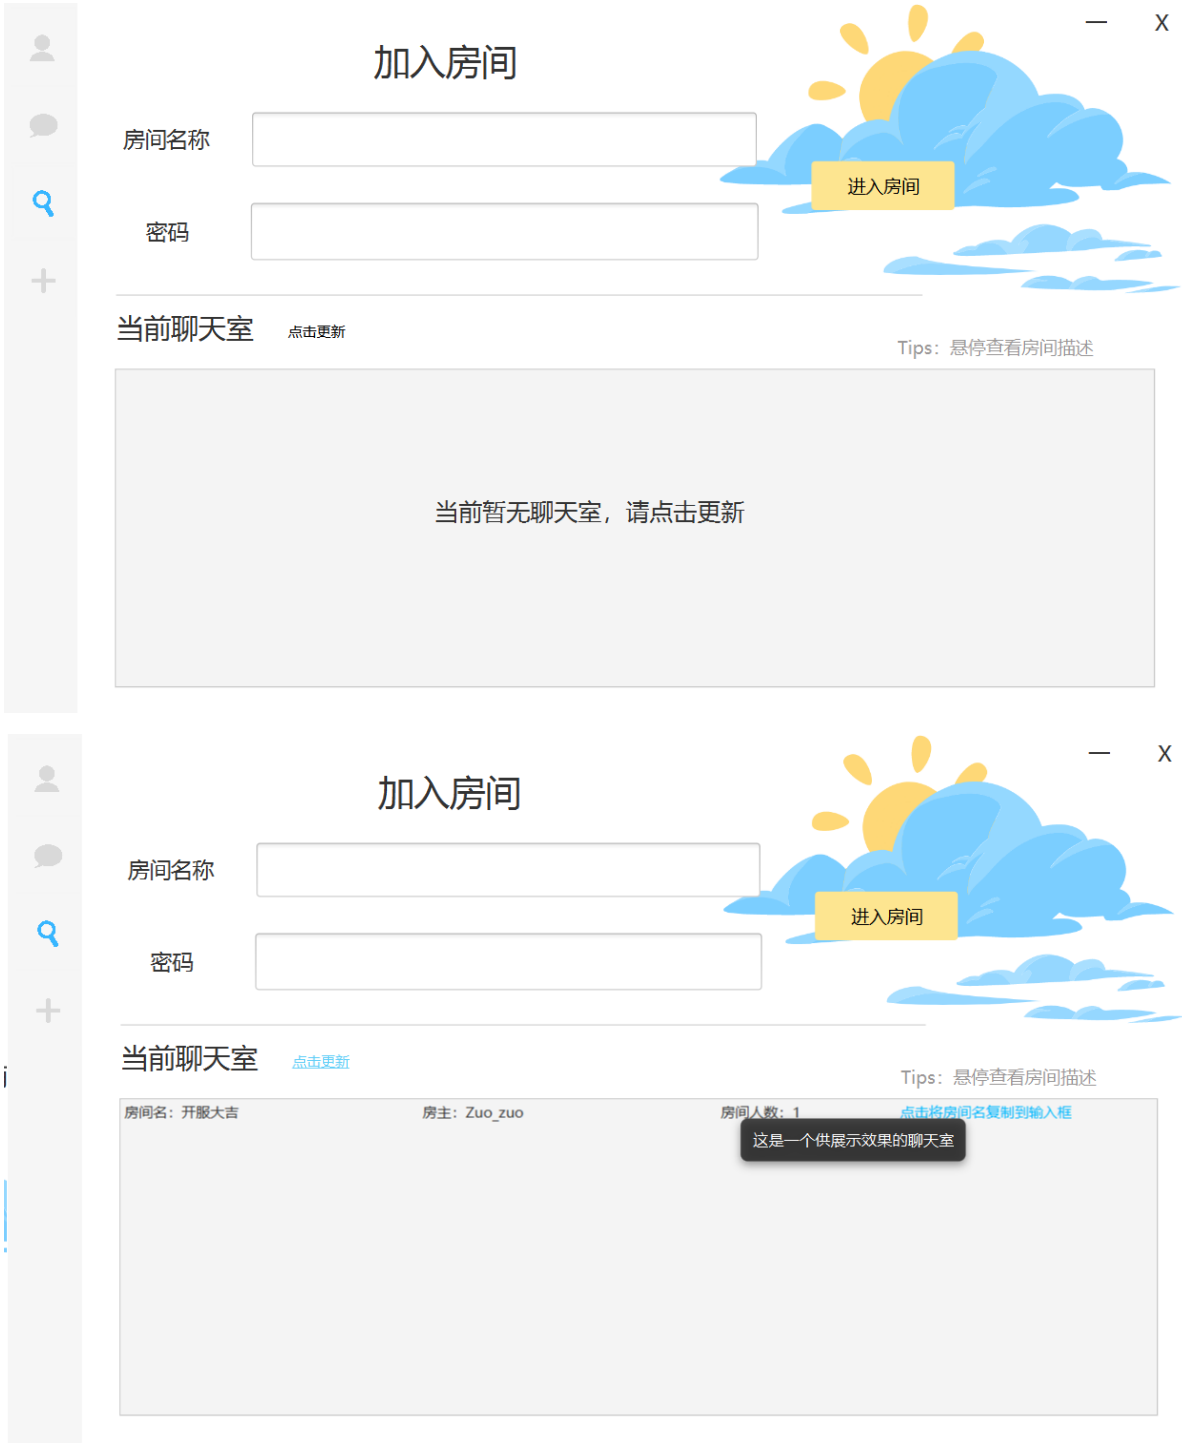 — X
加入房间
房间名称
进入房间
密码
当前聊天室 点击更新
Tips：悬停查看房间描述
当前暂无聊天室，请点击更新
— X
加入房间
房间名称
进入房间
密码
当前聊天室 点击更新
Tips：悬停查看房间描述
房间名：开服大吉 房主：Zuo_zuo 房间人数：1 点击将房间名复制到输入框
这是一个供展示效果的聊天室